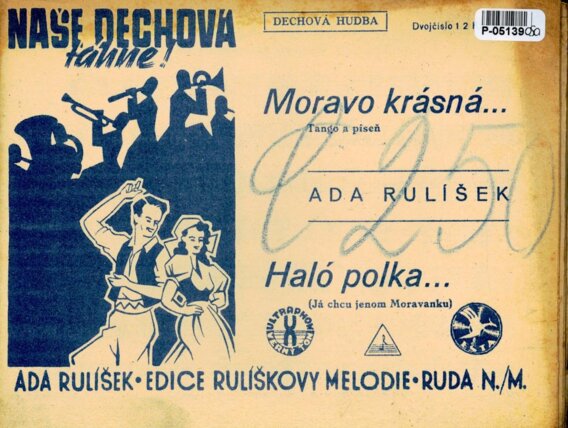 NAŠE DECHOVÁ
táhne!
DECHOVÁ HUDBA
Dvojčíslo 1 2
P-05139
Moravo krásná...
Tango a píseň
ADA RULÍŠEK
250
Haló polka...
(Já chcu jenom Moravanku)
ULTRAPHON
ADA RULÍŠEK · EDICE RULÍŠKOVY MELODIE · RUDA N./M.